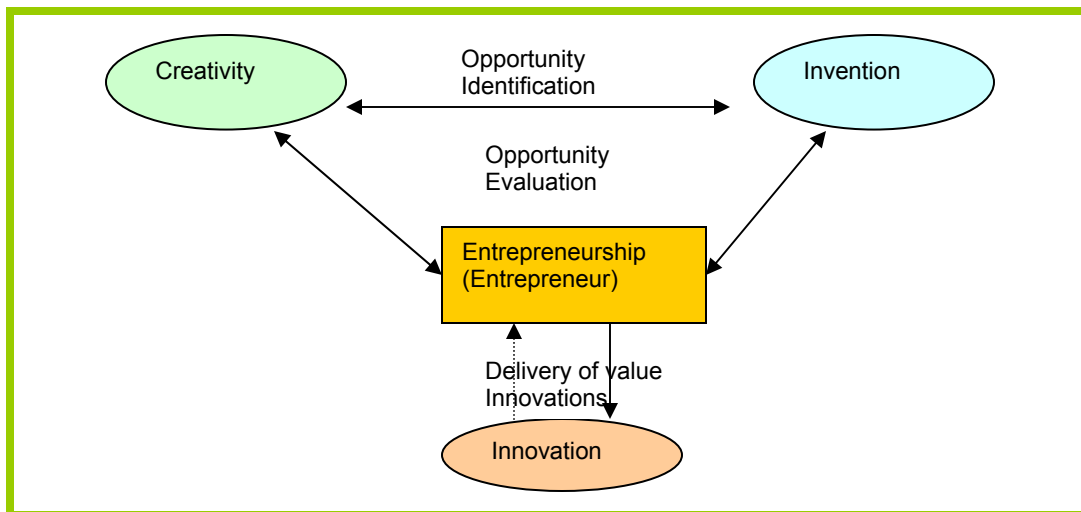 Creativity
Opportunity
Identification
Invention
Opportunity
Evaluation
Entrepreneurship
(Entrepreneur)
Delivery of value
Innovations
Innovation